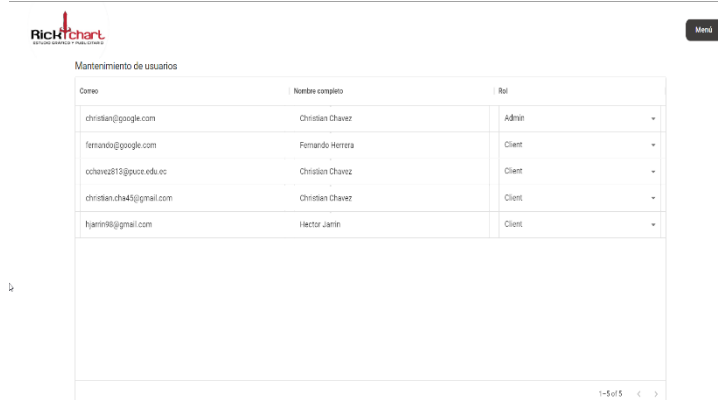 Rick chart
ESTUDIO GRÁFICO Y PUBLICITARIO
Menú
Mantenimiento de usuarios
Correo Nombre completo Rol
christian@google.com Christian Chavez Admin
fernando@google.com Fernando Herrera Client
cchavez813@puce.edu.ec Christian Chavez Client
christian.cha45@gmail.com Christian Chavez Client
hjarrin98@gmail.com Hector Jarrin Client
1–5 of 5